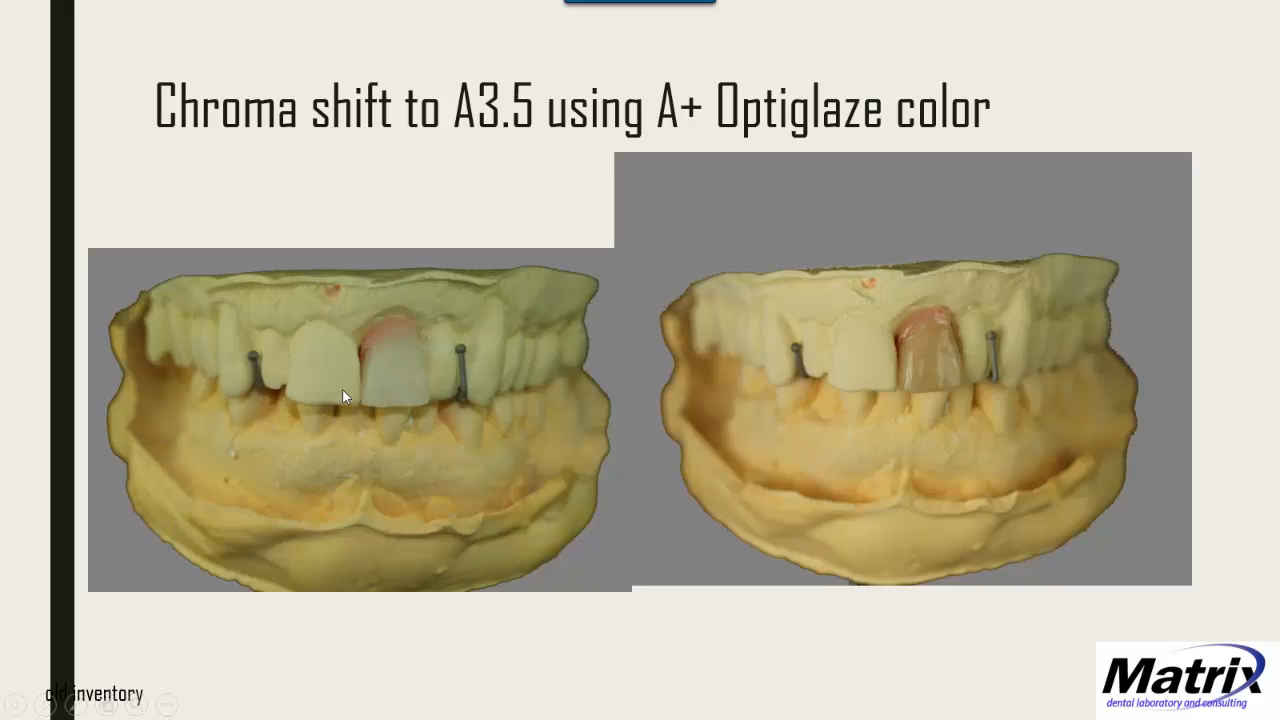 Chroma shift to A3.5 using A+ Optiglaze color
old inventory
Matrix
dental laboratory and consulting